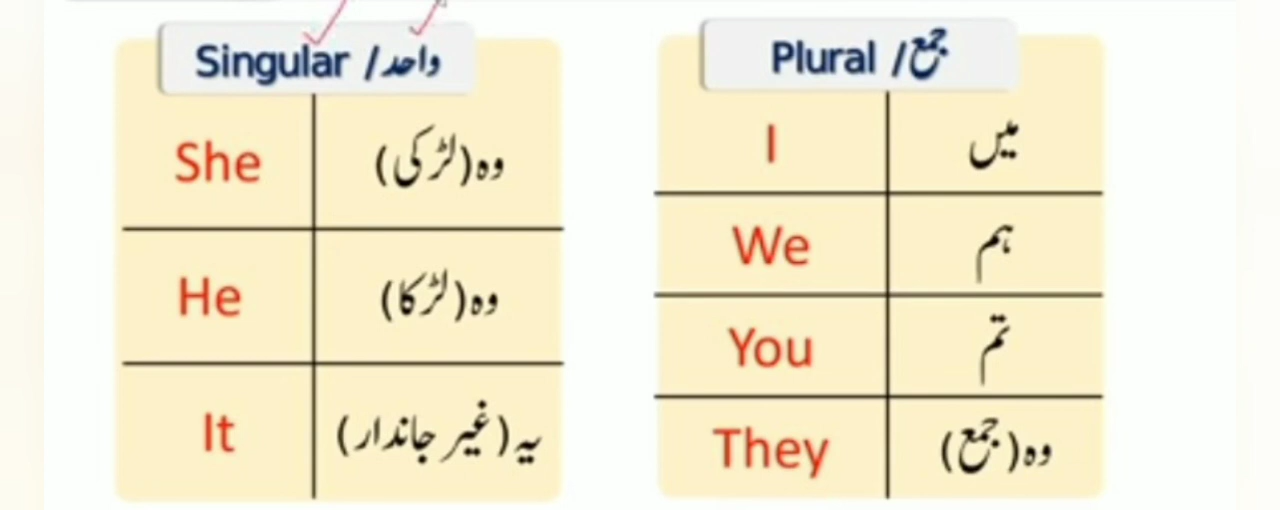 Singular / واحد
She وہ (لڑکی)
He وہ (لڑکا)
It یہ (غیر جاندار)
Plural / جمع
I میں
We ہم
You تم
They وہ (جمع)